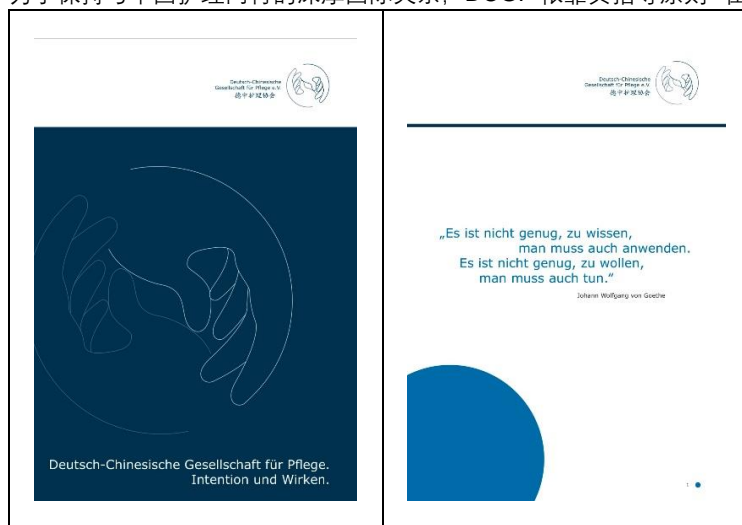 Deutsch-Chinesische
Gesellschaft für Pflege e.V.
德中护理协会
Deutsch-Chinesische Gesellschaft für Pflege.
Intention und Wirken.
Deutsch-Chinesische
Gesellschaft für Pflege e.V.
德中护理协会
„Es ist nicht genug, zu wissen,
man muss auch anwenden.
Es ist nicht genug, zu wollen,
man muss auch tun.“
Johann Wolfgang von Goethe
1